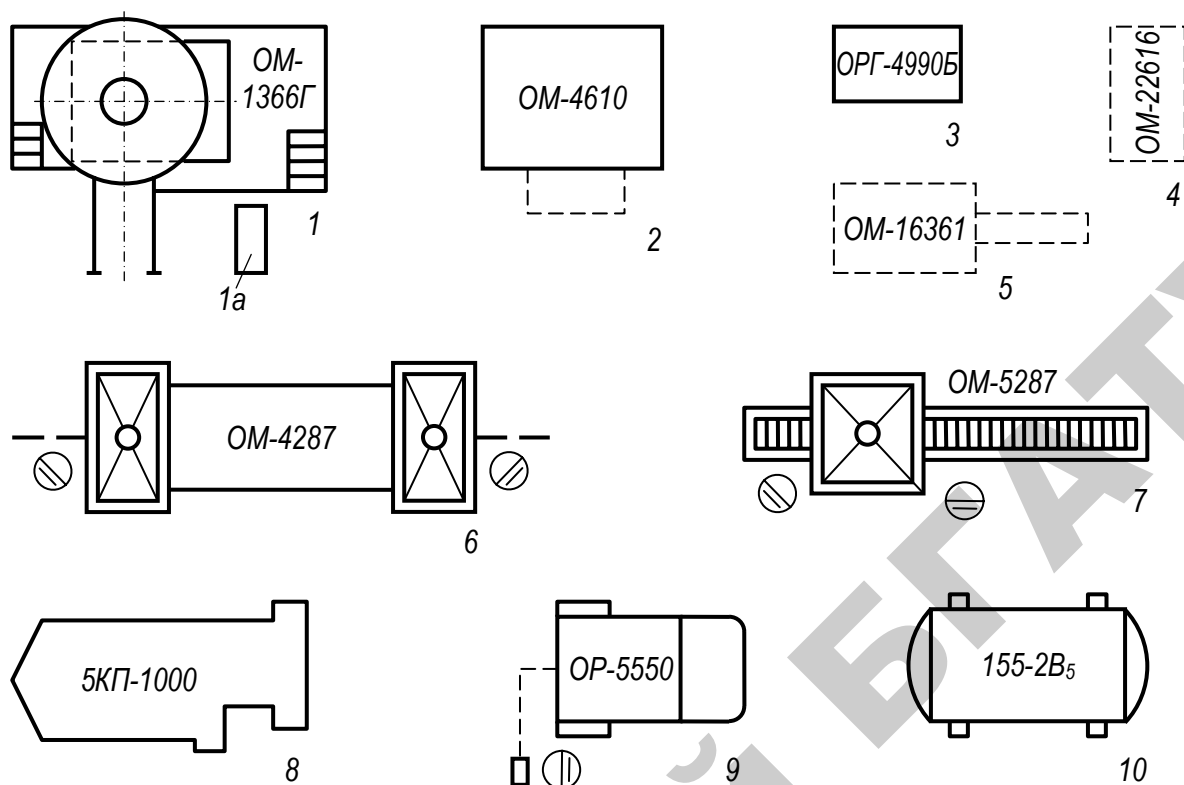 ОМ-
1366Г
1
1а
ОМ-4610
2
ОРГ-4990Б
3
ОМ-22616
4
ОМ-16361
5
ОМ-4287
6
ОМ-5287
7
5КП-1000
8
ОР-5550
9
155-2В₅
10
Й БГАТУ